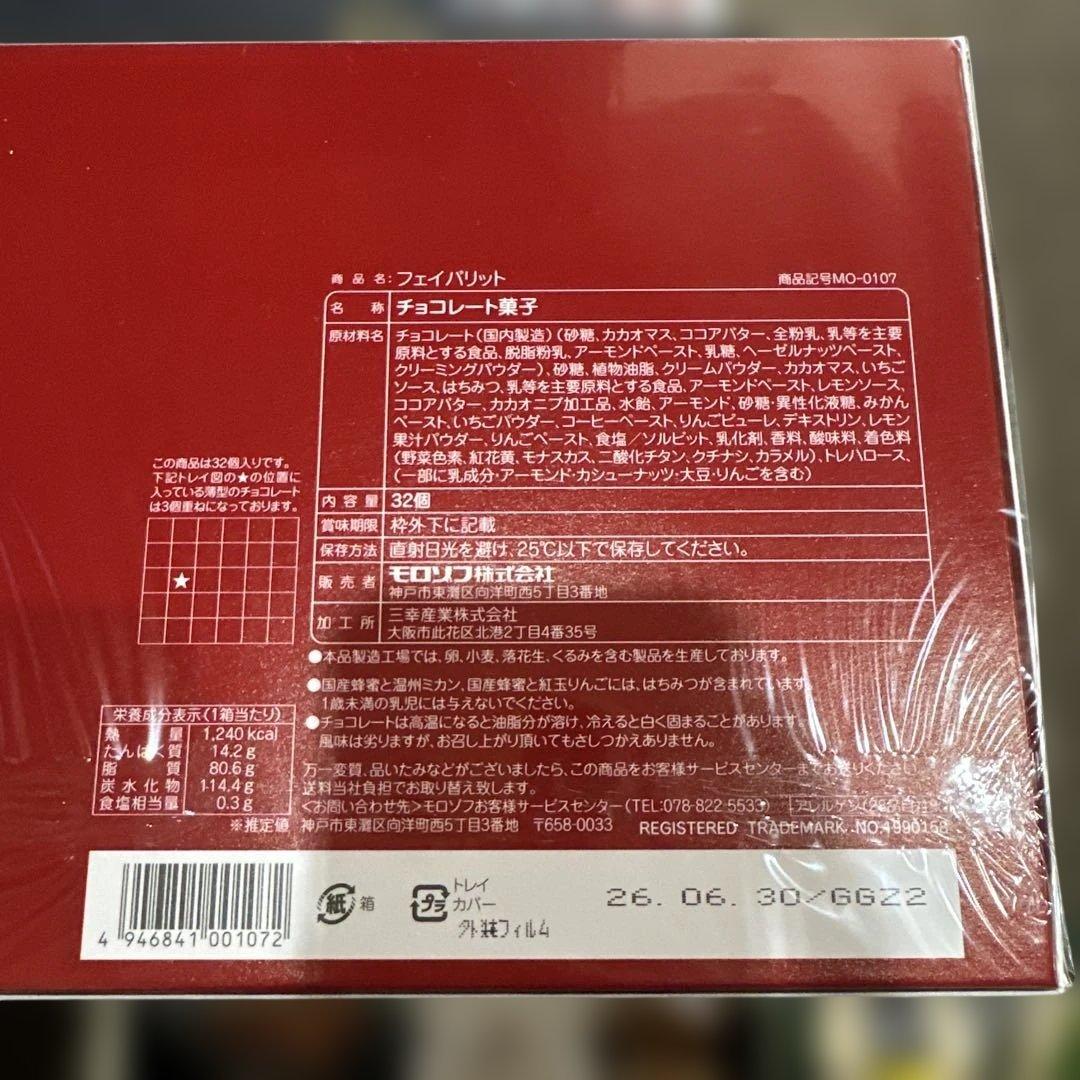 商品名:フェイバリット 商品記号MO-0107
名称 チョコレート菓子
原材料名 チョコレート(国内製造)(砂糖、カカオマス、ココアバター、全粉乳、乳等を主要
原料とする食品、脱脂粉乳、アーモンドペースト、乳糖、ヘーゼルナッツペースト、
クリーミングパウダー)、砂糖、植物油脂、クリームパウダー、カカオマス、いちご
ソース、はちみつ、乳等を主要原料とする食品、アーモンドペースト、レモンソース、
ココアバター、カカオニブ加工品、水飴、アーモンド、砂糖・異性化液糖、みかん
ペースト、いちごパウダー、コーヒーペースト、りんごピューレ、デキストリン、レモン
果汁パウダー、りんごペースト、食塩/ソルビット、乳化剤、香料、酸味料、着色料
(野菜色素、紅花黄、モナスカス、二酸化チタン、クチナシ、カラメル)、トレハロース、
(一部に乳成分・アーモンド・カシューナッツ・大豆・りんごを含む)
内容量 32個
賞味期限 枠外下に記載
保存方法 直射日光を避け、25℃以下で保存してください。
販売者 モロゾフ株式会社
神戸市東灘区向洋町西5丁目3番地
加工所 三幸産業株式会社
大阪市此花区北港2丁目4番35号
この商品は32個入りです。
下記トレイ図の★の位置に
入っている薄型のチョコレート
は3個重ねになっております。
★
●本品製造工場では、卵、小麦、落花生、くるみを含む製品を生産しております。
●国産蜂蜜と温州ミカン、国産蜂蜜と紅玉りんごには、はちみつが含まれています。
1歳未満の乳児には与えないでください。
●チョコレートは高温になると油脂分が溶け、冷えると白く固まることがあります。
風味は劣りますが、お召し上がり頂いてもさしつかえありません。
栄養成分表示(1箱当たり)
熱量 1,240 kcal
たんぱく質 14.2 g
脂質 80.6 g
炭水化物 114.4 g
食塩相当量 0.3 g
※推定値
万一変質、品いたみなどがございましたら、この商品をお客様サービスセンターまでお送りください。
送料当社負担でお取り替え致します。
<お問い合わせ先>モロゾフお客様サービスセンター(TEL:078-822-5533)
神戸市東灘区向洋町西5丁目3番地 〒658-0033 REGISTERED TRADEMARK NO.4990158
4 946841 001072
紙 箱
プラ トレイ
カバー
外装フィルム
26. 06. 30/GGZ2